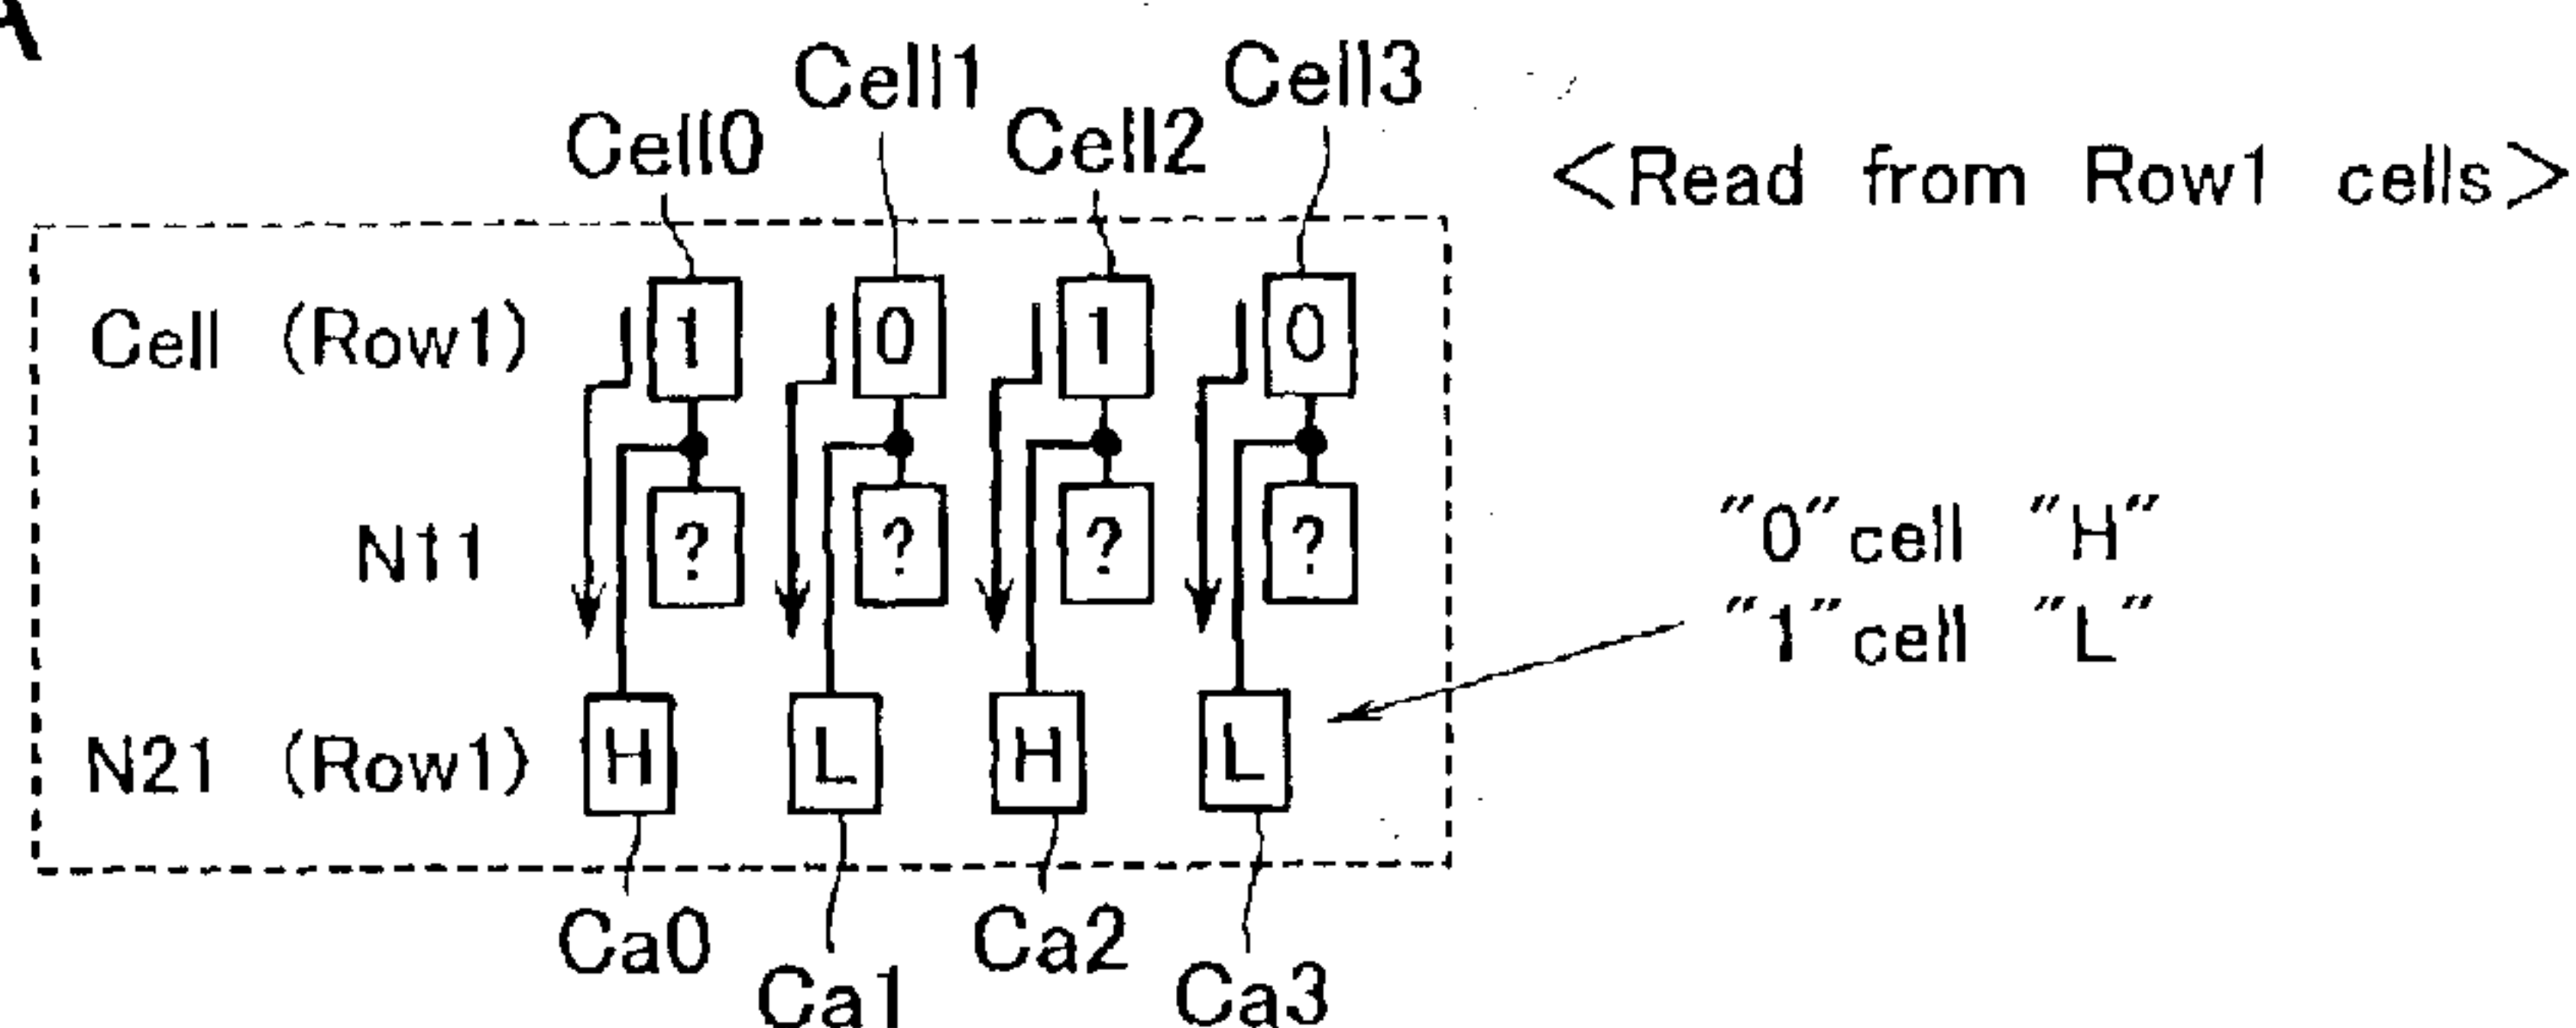 A
Cell0 Cell1 Cell2 Cell3
<Read from Row1 cells>
Cell (Row1) 1 0 1 0
N11 ? ? ? ?
"0"cell "H"
"1"cell "L"
N21 (Row1) H L H L
Ca0 Ca1 Ca2 Ca3